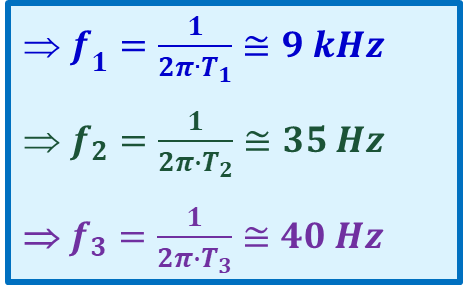 ⇒ f₁ = 1/(2π·T₁) ≅ 9 kHz
⇒ f₂ = 1/(2π·T₂) ≅ 35 Hz
⇒ f₃ = 1/(2π·T₃) ≅ 40 Hz